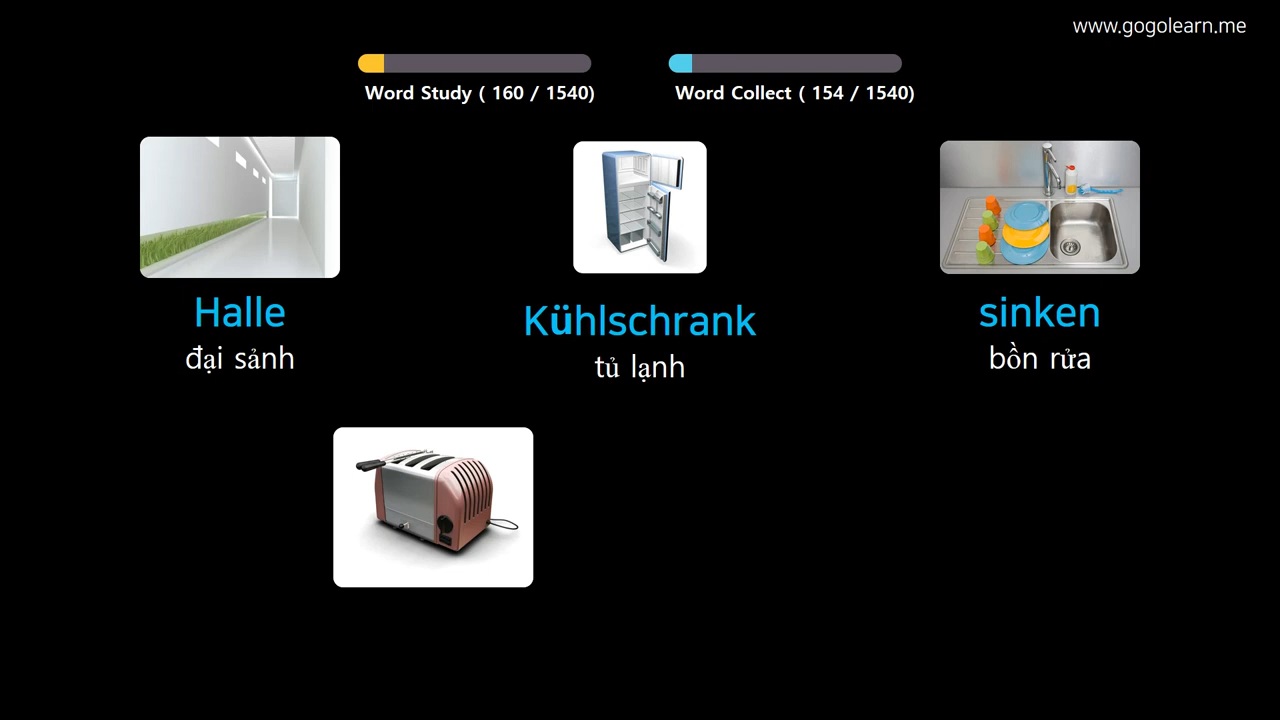 www.gogolearn.me
Word Study ( 160 / 1540)
Word Collect ( 154 / 1540)
Halle
Kühlschrank
sinken
đại sảnh
tủ lạnh
bồn rửa